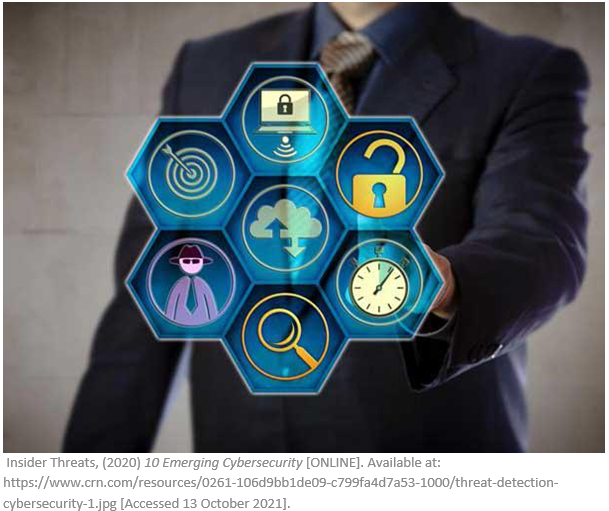 Insider Threats, (2020) 10 Emerging Cybersecurity [ONLINE]. Available at:
https://www.crn.com/resources/0261-106d9bb1de09-c799fa4d7a53-1000/threat-detection-
cybersecurity-1.jpg [Accessed 13 October 2021].